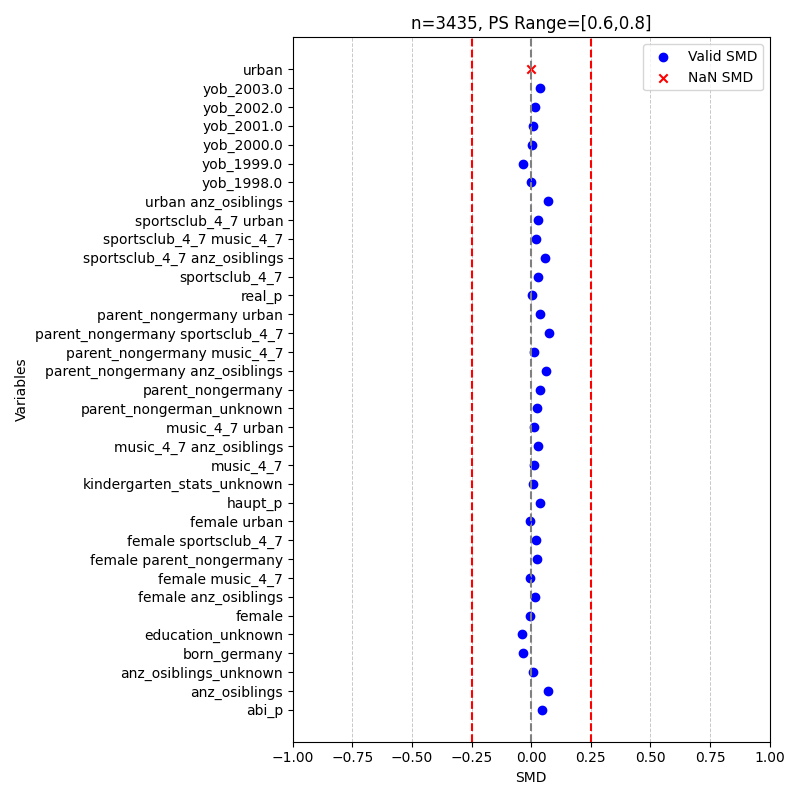 n=3435, PS Range=[0.6,0.8]
Valid SMD
NaN SMD
Variables
urban
yob_2003.0
yob_2002.0
yob_2001.0
yob_2000.0
yob_1999.0
yob_1998.0
urban anz_osiblings
sportsclub_4_7 urban
sportsclub_4_7 music_4_7
sportsclub_4_7 anz_osiblings
sportsclub_4_7
real_p
parent_nongermany urban
parent_nongermany sportsclub_4_7
parent_nongermany music_4_7
parent_nongermany anz_osiblings
parent_nongermany
parent_nongerman_unknown
music_4_7 urban
music_4_7 anz_osiblings
music_4_7
kindergarten_stats_unknown
haupt_p
female urban
female sportsclub_4_7
female parent_nongermany
female music_4_7
female anz_osiblings
female
education_unknown
born_germany
anz_osiblings_unknown
anz_osiblings
abi_p
−1.00 −0.75 −0.50 −0.25 0.00 0.25 0.50 0.75 1.00
SMD